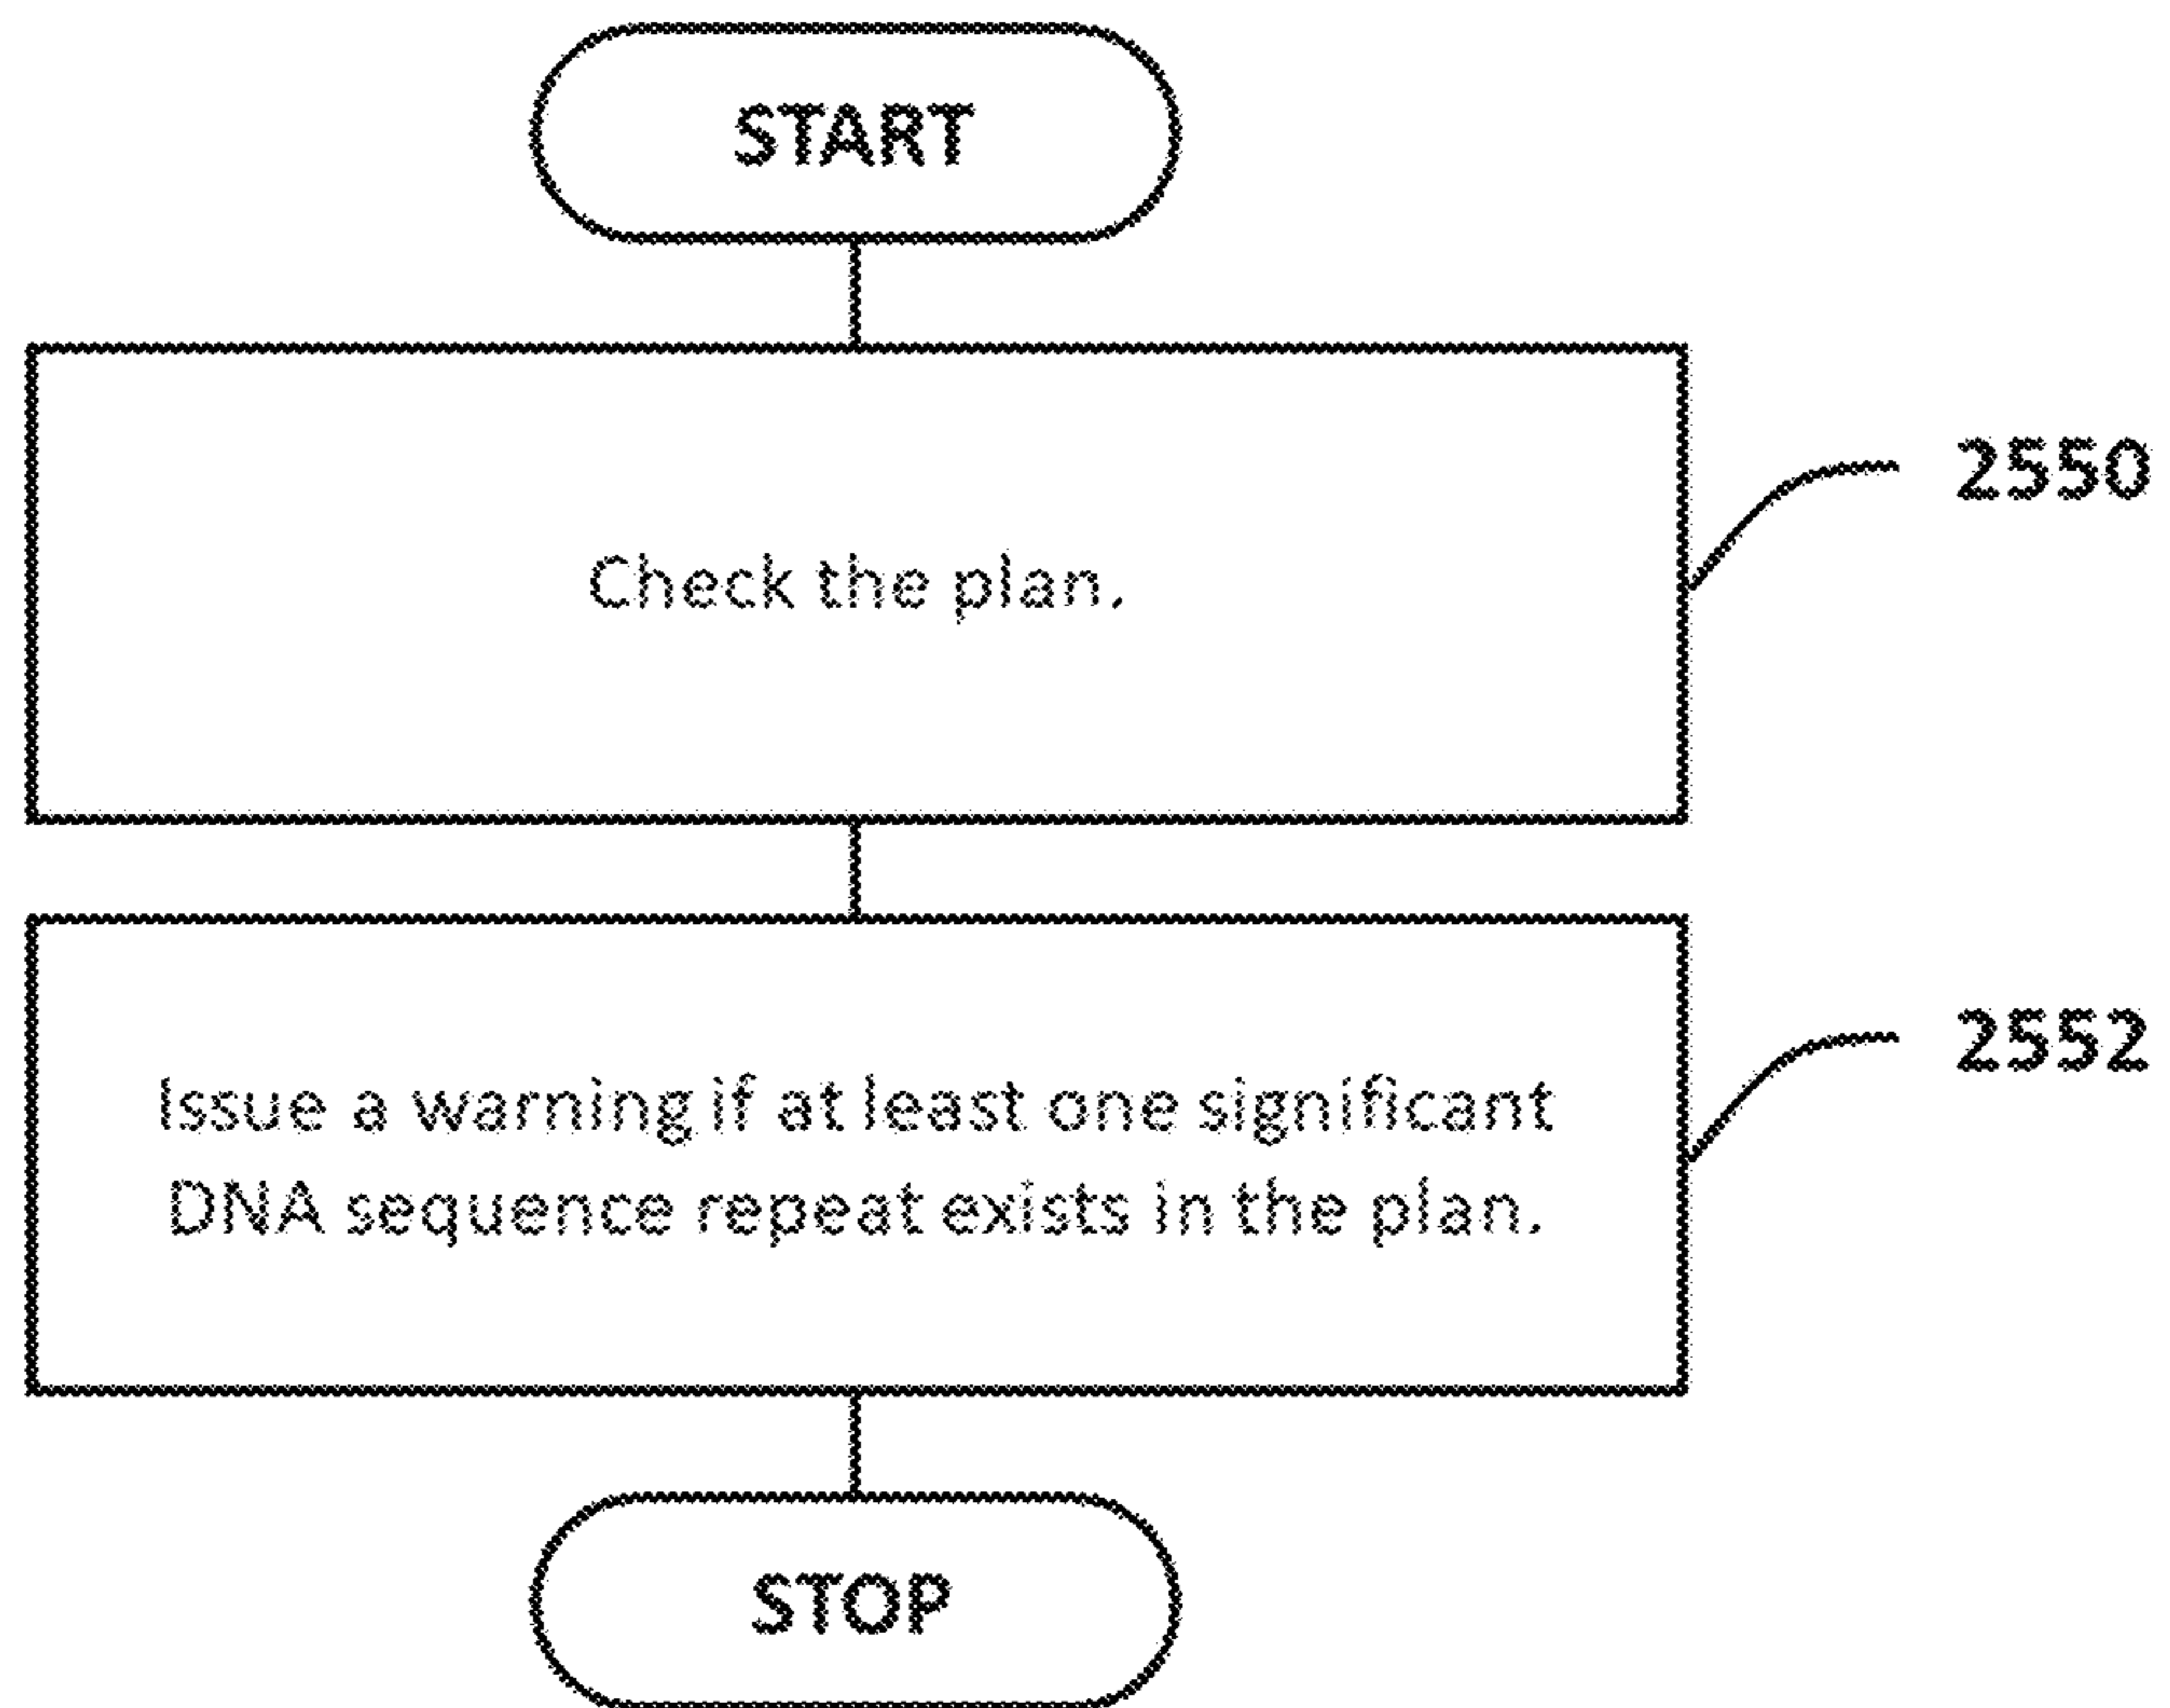 START
2550
Check the plan.
2552
Issue a warning if at least one significant
DNA sequence repeat exists in the plan.
STOP